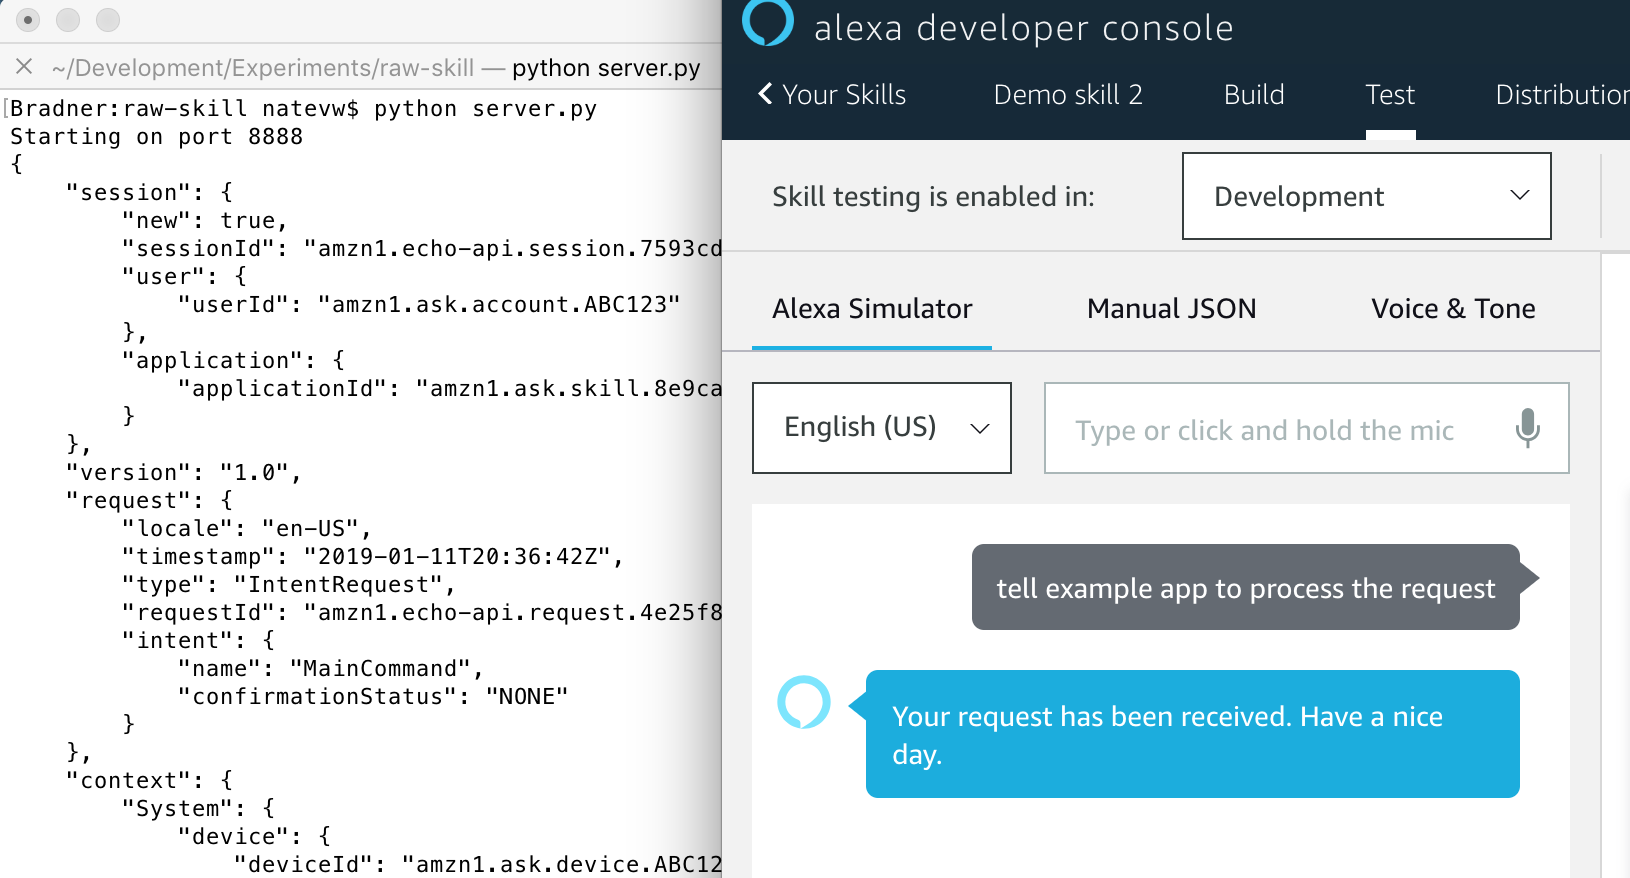 ~/Development/Experiments/raw-skill — python server.py
Bradner:raw-skill natevw$ python server.py
Starting on port 8888
{
"session": {
"new": true,
"sessionId": "amzn1.echo-api.session.7593cd
"user": {
"userId": "amzn1.ask.account.ABC123"
},
"application": {
"applicationId": "amzn1.ask.skill.8e9ca
}
},
"version": "1.0",
"request": {
"locale": "en-US",
"timestamp": "2019-01-11T20:36:42Z",
"type": "IntentRequest",
"requestId": "amzn1.echo-api.request.4e25f8
"intent": {
"name": "MainCommand",
"confirmationStatus": "NONE"
}
},
"context": {
"System": {
"device": {
"deviceId": "amzn1.ask.device.ABC12
alexa developer console
Your Skills Demo skill 2 Build Test Distribution
Skill testing is enabled in: Development
Alexa Simulator Manual JSON Voice & Tone
English (US) Type or click and hold the mic
tell example app to process the request
Your request has been received. Have a nice
day.